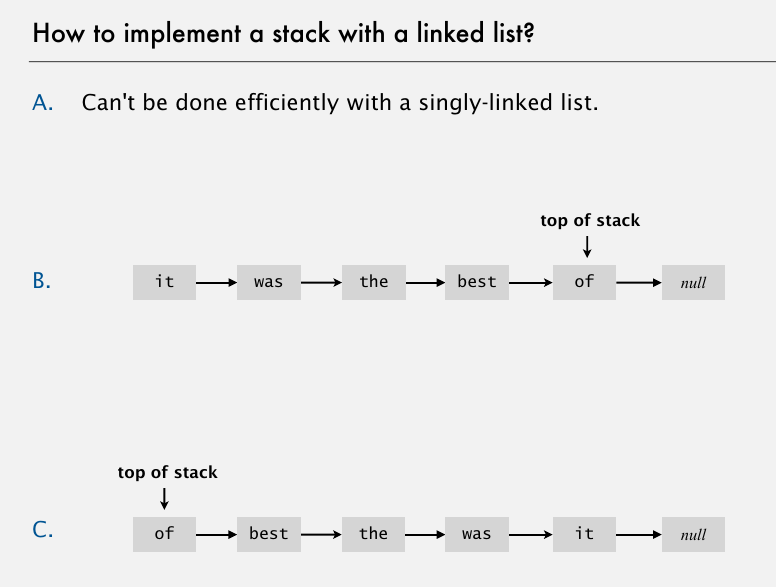 How to implement a stack with a linked list?
A. Can't be done efficiently with a singly-linked list.
top of stack
B. it was the best of null
top of stack
C. of best the was it null